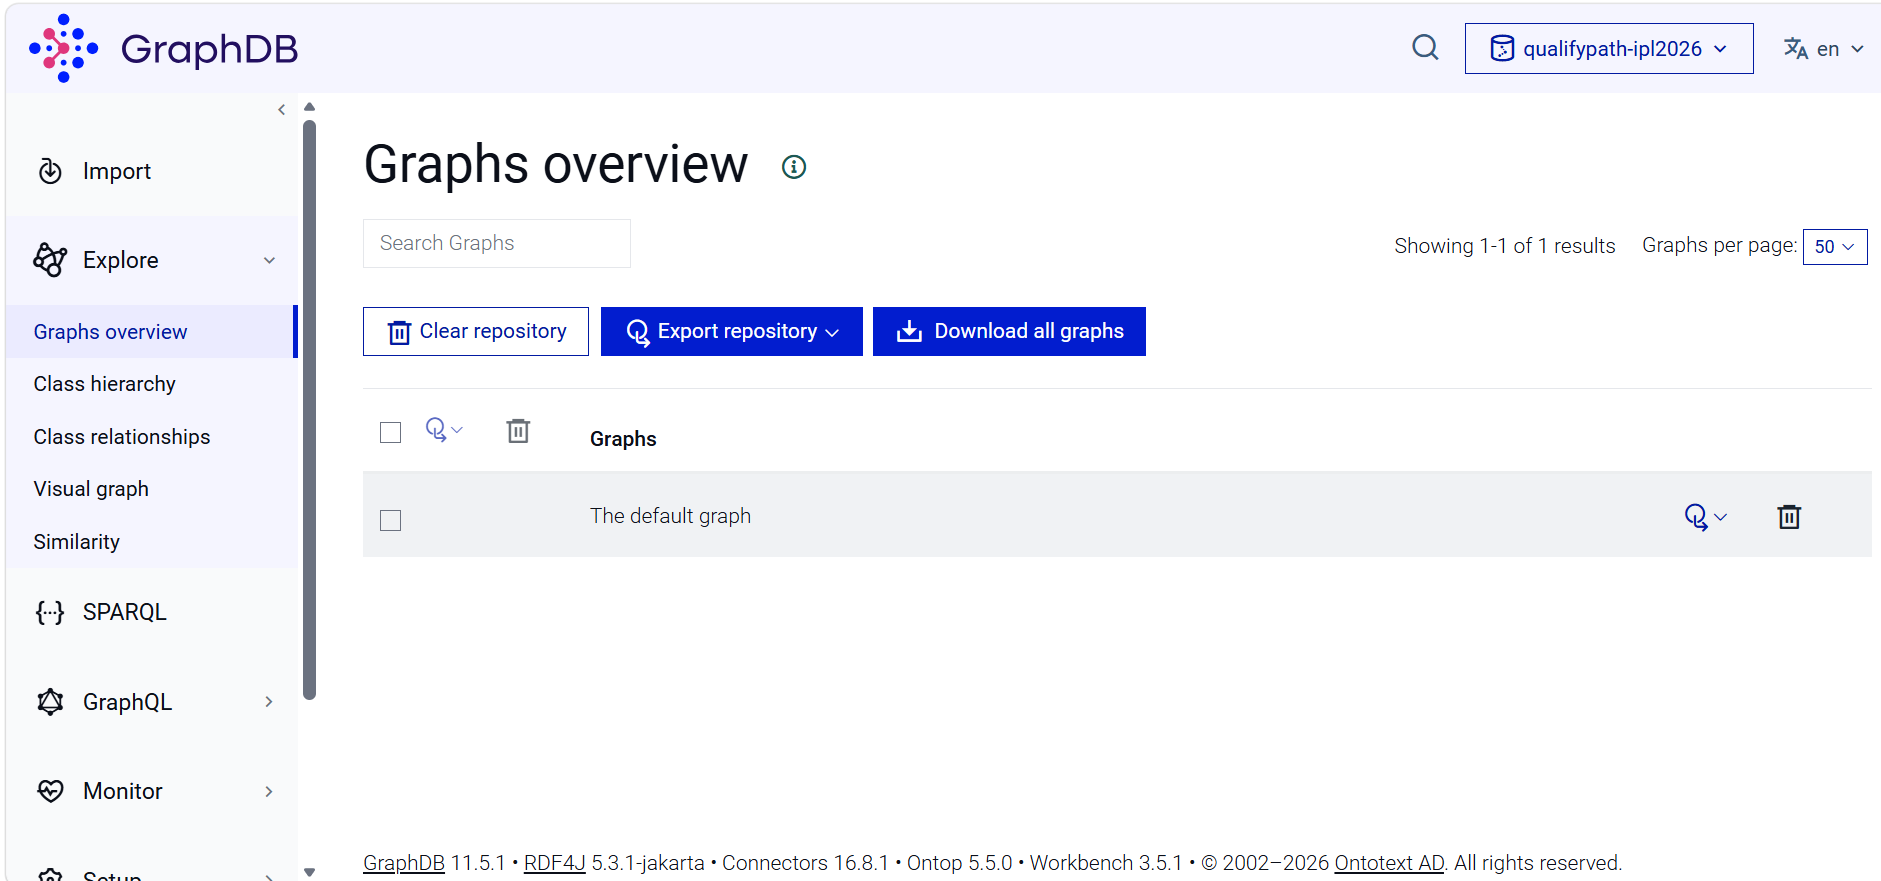 GraphDB
qualifypath-ipl2026
en
Import
Explore
Graphs overview
Class hierarchy
Class relationships
Visual graph
Similarity
SPARQL
GraphQL
Monitor
Setup
Graphs overview
Search Graphs
Showing 1-1 of 1 results Graphs per page: 50
Clear repository Export repository Download all graphs
Graphs
The default graph
GraphDB 11.5.1 • RDF4J 5.3.1-jakarta • Connectors 16.8.1 • Ontop 5.5.0 • Workbench 3.5.1 • © 2002–2026 Ontotext AD. All rights reserved.